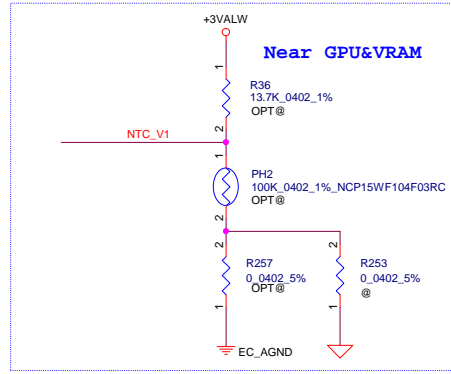 +3VALW
Near GPU&VRAM
1
R36
13.7K_0402_1%
OPT@
2
NTC_V1
1
PH2
100K_0402_1%_NCP15WF104F03RC
OPT@
2
2
R257
0_0402_5%
OPT@
1
2
R253
0_0402_5%
@
1
EC_AGND